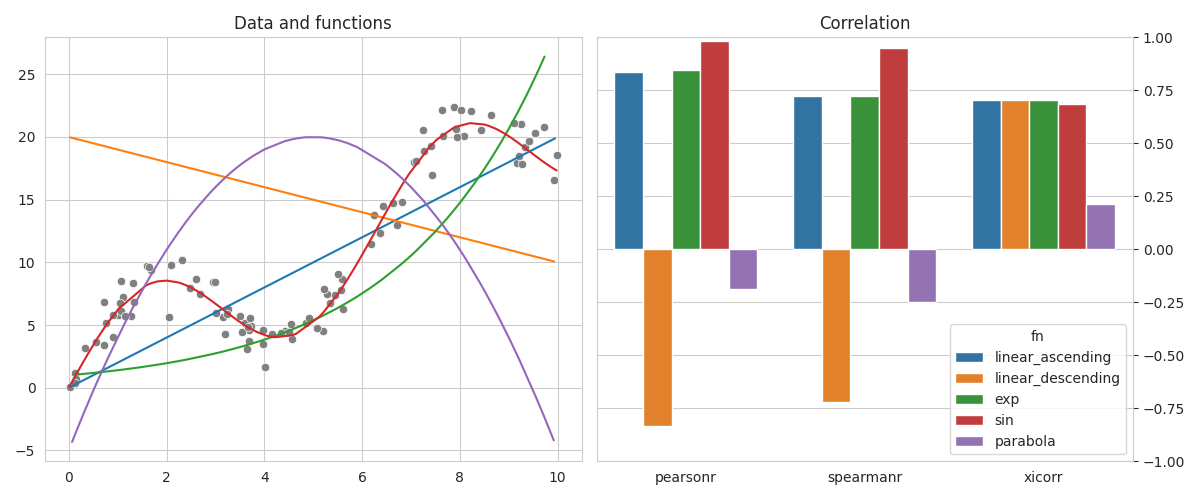 Data and functions
25
20
15
10
5
0
−5
0 2 4 6 8 10
Correlation
1.00
0.75
0.50
0.25
0.00
−0.25
−0.50
−0.75
−1.00
fn
linear_ascending
linear_descending
exp
sin
parabola
pearsonr spearmanr xicorr